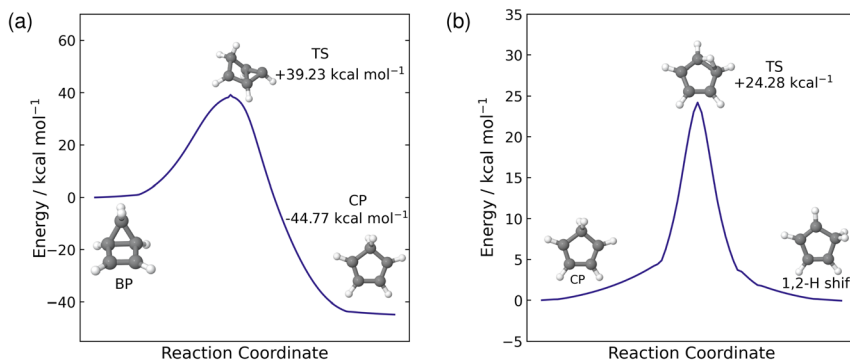 (a)
Energy / kcal mol⁻¹
60
40
20
0
−20
−40
TS
+39.23 kcal mol⁻¹
CP
-44.77 kcal mol⁻¹
BP
Reaction Coordinate
(b)
Energy / kcal mol⁻¹
35
30
25
20
15
10
5
0
−5
TS
+24.28 kcal⁻¹
CP
1,2-H shift
Reaction Coordinate